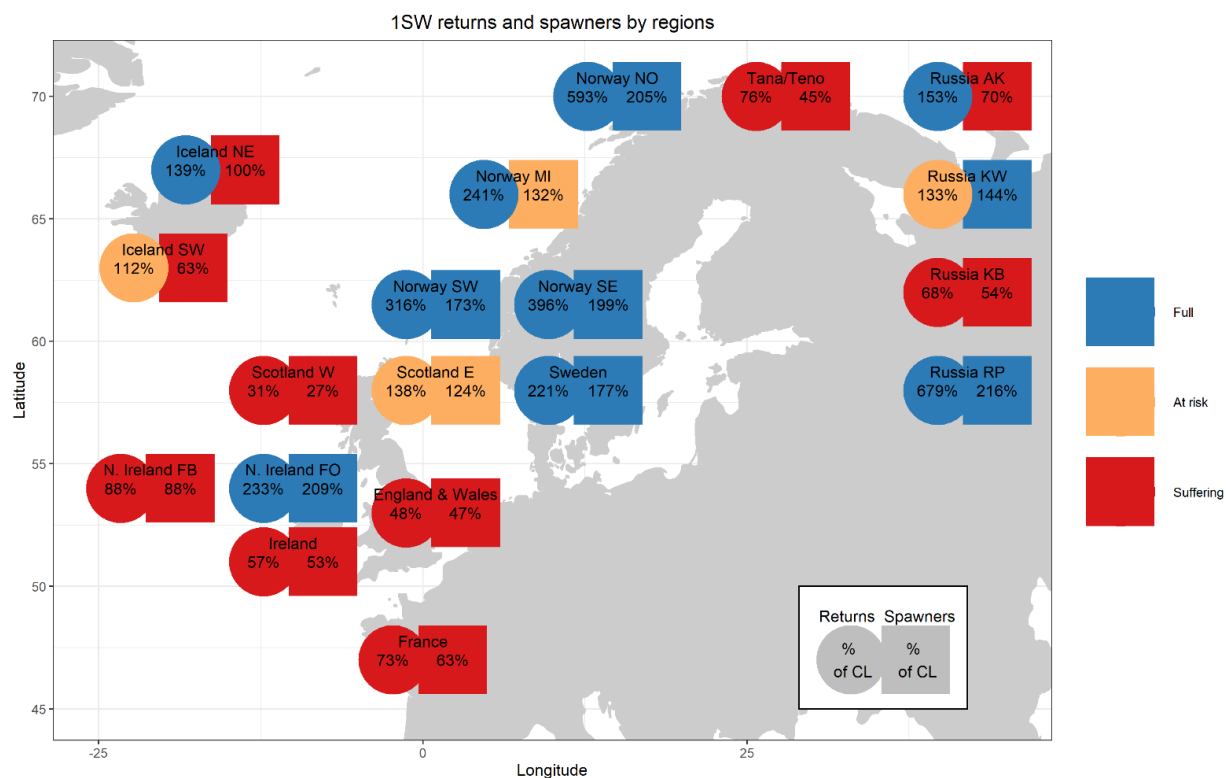 1SW returns and spawners by regions
Norway NO
593% 205%
Tana/Teno
76% 45%
Russia AK
153% 70%
70
Iceland NE
139% 100%
Norway MI
241% 132%
Russia KW
133% 144%
65
Iceland SW
112% 63%
Norway SW
316% 173%
Norway SE
396% 199%
Russia KB
68% 54%
60
Scotland W
31% 27%
Scotland E
138% 124%
Sweden
221% 177%
Russia RP
679% 216%
55
N. Ireland FB
88% 88%
N. Ireland FO
233% 209%
England & Wales
48% 47%
Ireland
57% 53%
50
France
73% 63%
45
Returns Spawners
% %
of CL of CL
-25 0 25
Longitude
Latitude
Full
At risk
Suffering